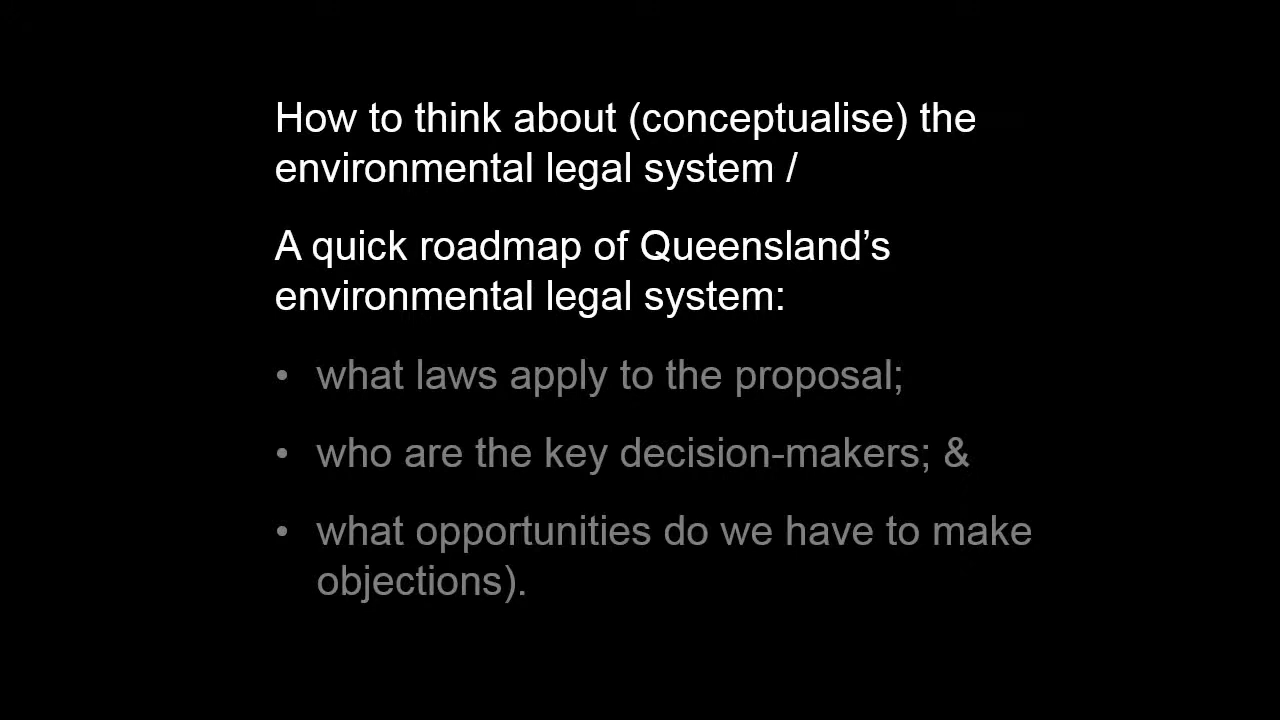 How to think about (conceptualise) the
environmental legal system /
A quick roadmap of Queensland’s
environmental legal system:
• what laws apply to the proposal;
• who are the key decision-makers; &
• what opportunities do we have to make
objections).